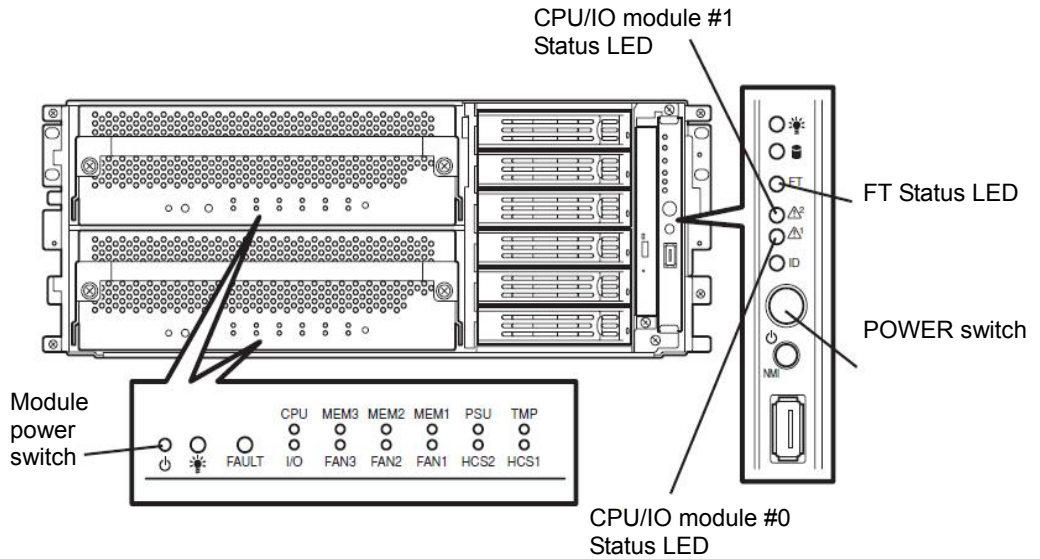 CPU/IO module #1
Status LED
FT
FT Status LED
2
1
ID
POWER switch
NMI
Module
power
switch
CPU MEM3 MEM2 MEM1 PSU TMP
FAULT I/O FAN3 FAN2 FAN1 HCS2 HCS1
CPU/IO module #0
Status LED